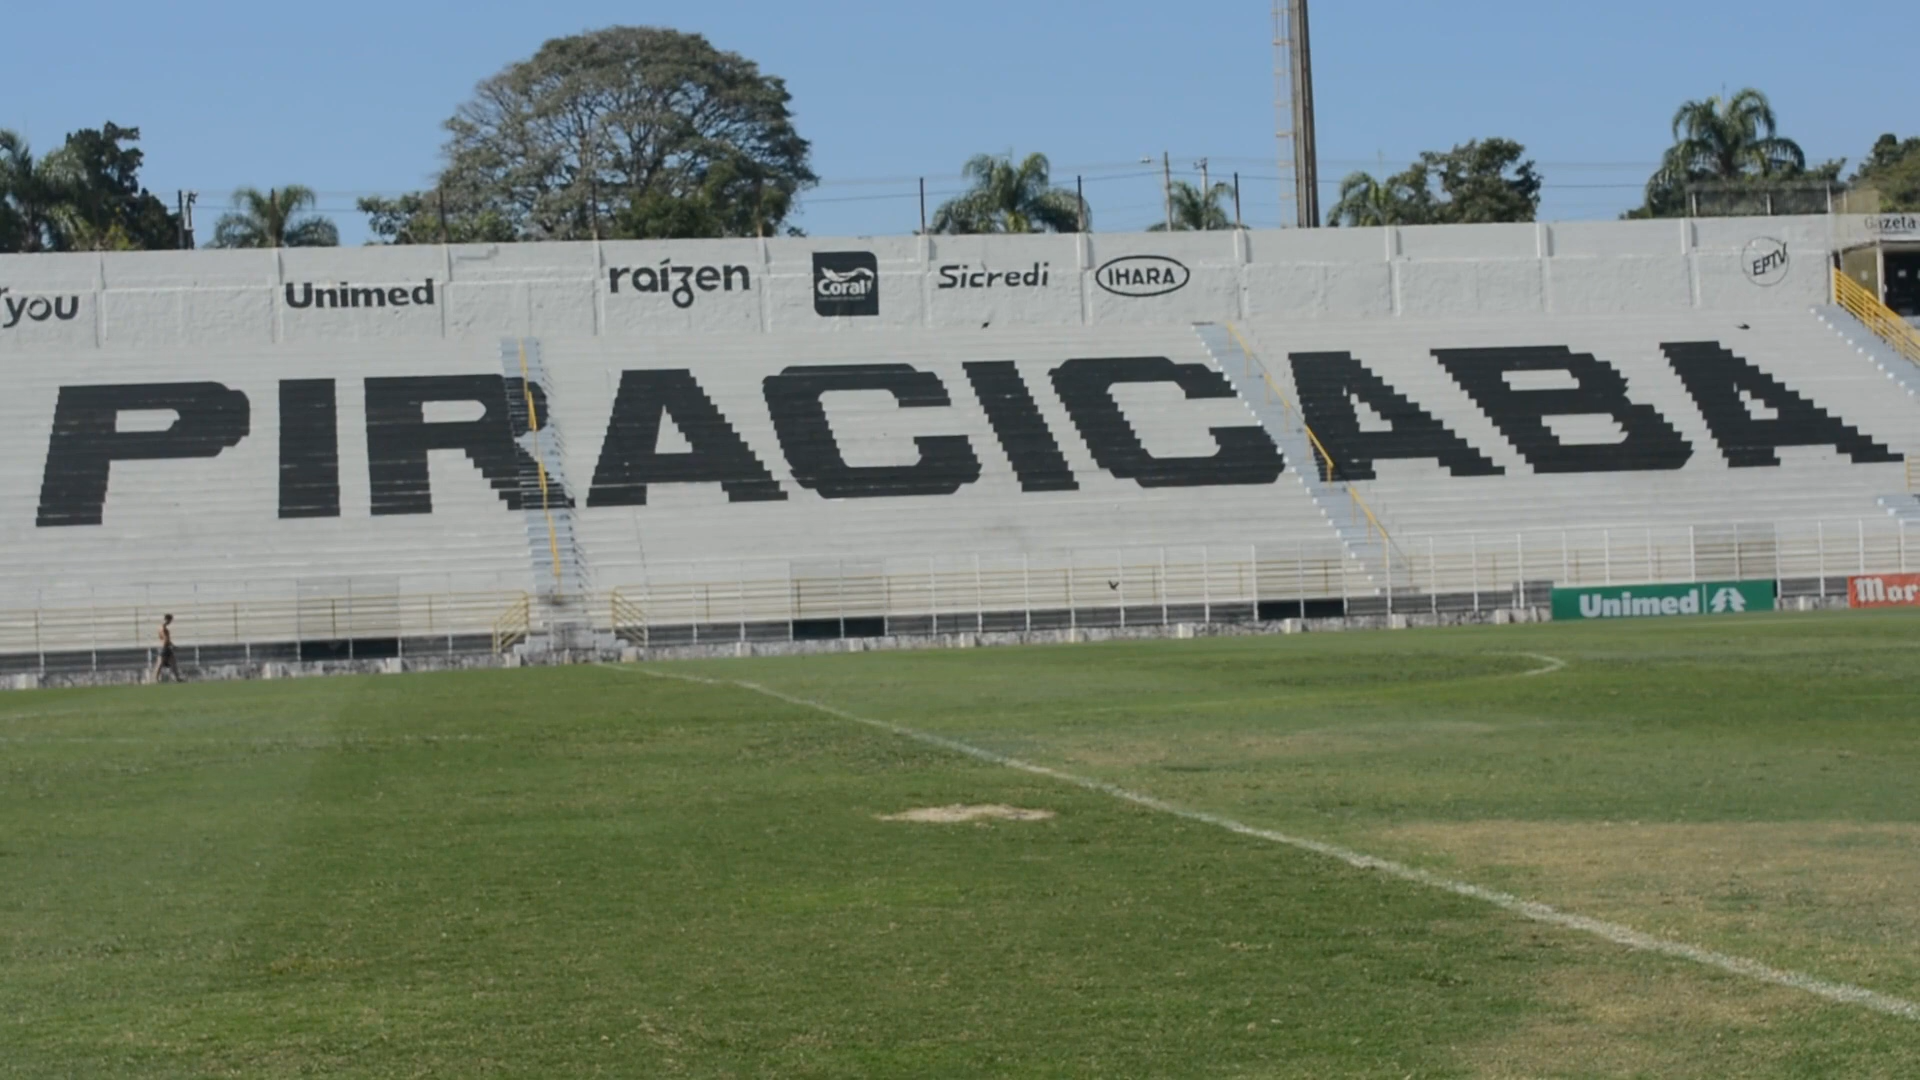 you
Unimed
raízen
Coral
Sicredi
IHARA
EPTV
Gazeta
PIRACICABA
Unimed
Mor